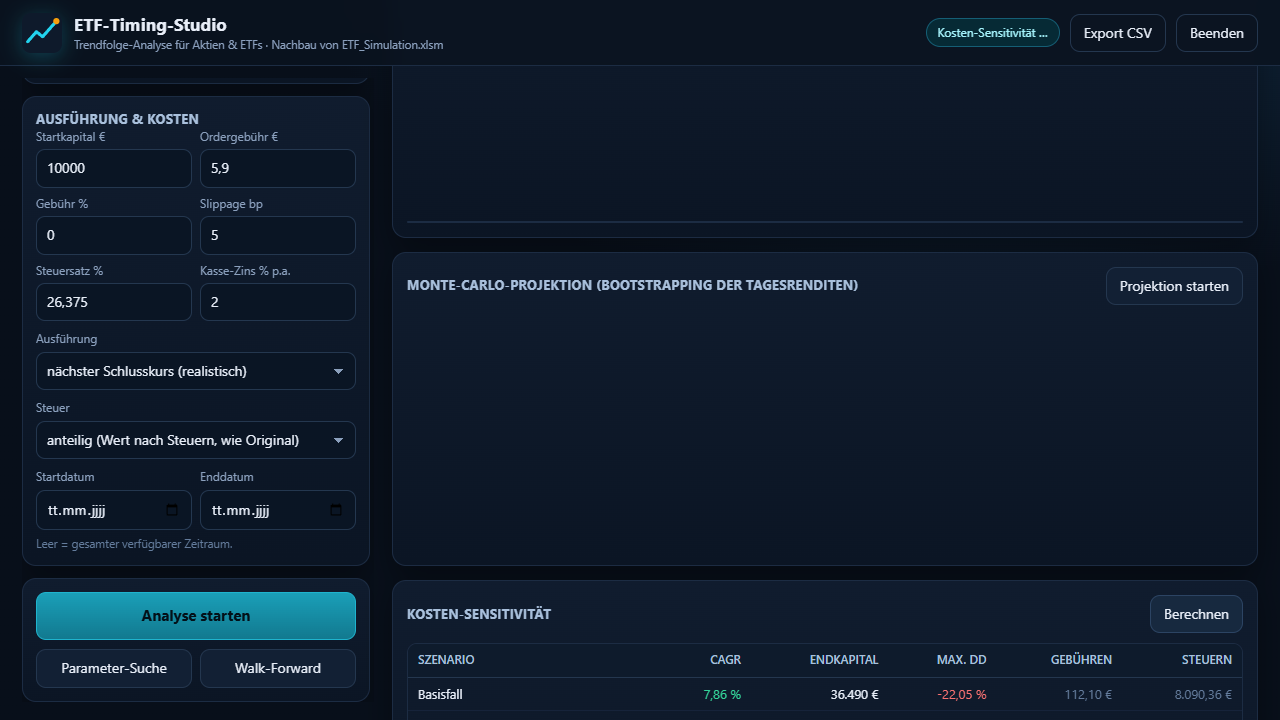 ETF-Timing-Studio
Trendfolge-Analyse für Aktien & ETFs · Nachbau von ETF_Simulation.xlsm
Kosten-Sensitivität ...
Export CSV
Beenden
AUSFÜHRUNG & KOSTEN
Startkapital € Ordergebühr €
10000 5,9
Gebühr % Slippage bp
0 5
Steuersatz % Kasse-Zins % p.a.
26,375 2
Ausführung
nächster Schlusskurs (realistisch)
Steuer
anteilig (Wert nach Steuern, wie Original)
Startdatum Enddatum
tt.mm.jjjj tt.mm.jjjj
Leer = gesamter verfügbarer Zeitraum.
Analyse starten
Parameter-Suche Walk-Forward
MONTE-CARLO-PROJEKTION (BOOTSTRAPPING DER TAGESRENDITEN)
Projektion starten
KOSTEN-SENSITIVITÄT
Berechnen
SZENARIO CAGR ENDKAPITAL MAX. DD GEBÜHREN STEUERN
Basisfall 7,86 % 36.490 € -22,05 % 112,10 € 8.090,36 €